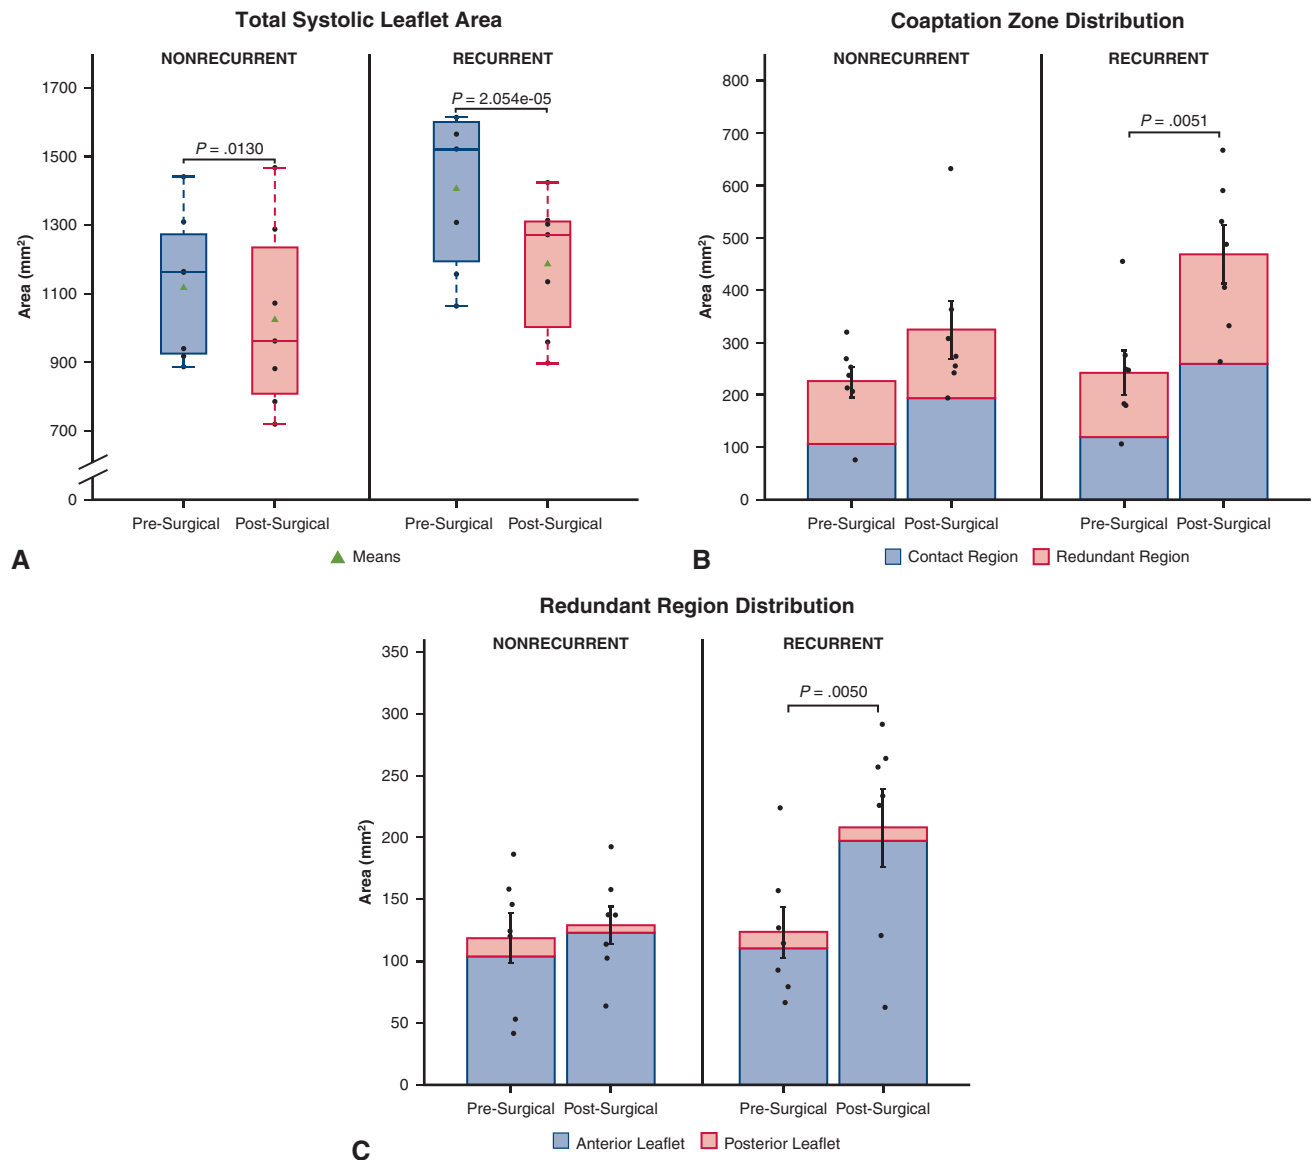 Total Systolic Leaflet Area
NONRECURRENT
RECURRENT
P = .0130
P = 2.054e-05
Area (mm²)
1700
1500
1300
1100
900
700
0
Pre-Surgical
Post-Surgical
Pre-Surgical
Post-Surgical
Means
A
Coaptation Zone Distribution
NONRECURRENT
RECURRENT
P = .0051
Area (mm²)
800
700
600
500
400
300
200
100
0
Pre-Surgical
Post-Surgical
Pre-Surgical
Post-Surgical
Contact Region
Redundant Region
B
Redundant Region Distribution
NONRECURRENT
RECURRENT
P = .0050
Area (mm²)
350
300
250
200
150
100
50
0
Pre-Surgical
Post-Surgical
Pre-Surgical
Post-Surgical
Anterior Leaflet
Posterior Leaflet
C